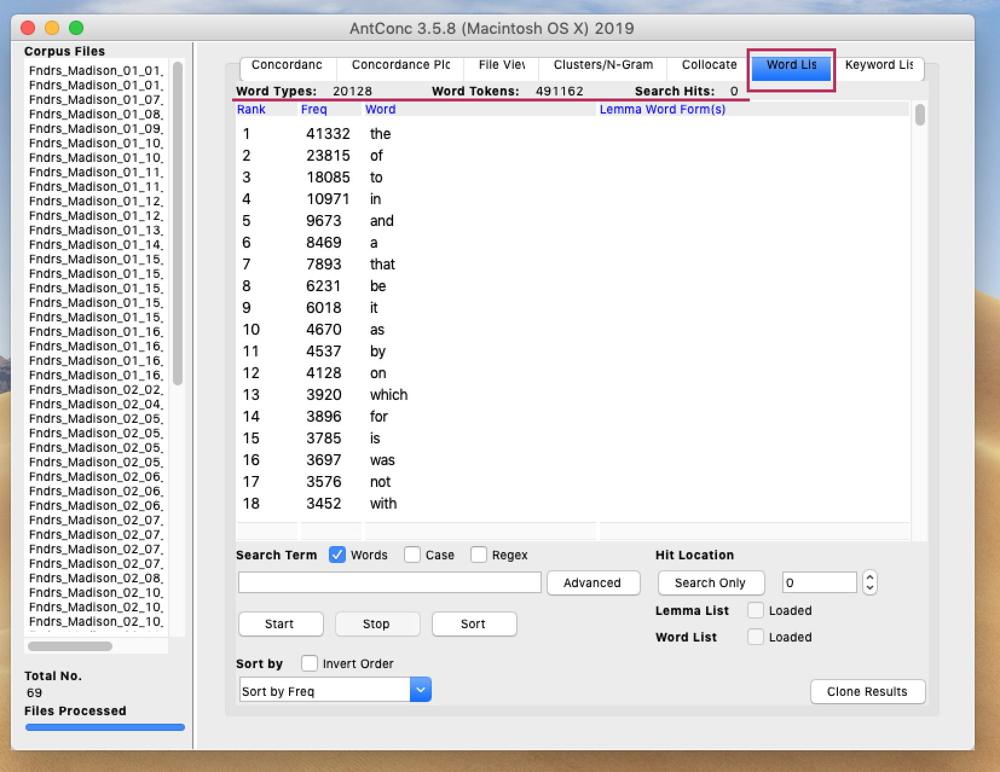 AntConc 3.5.8 (Macintosh OS X) 2019
Corpus Files
Fndrs_Madison_01_01_
Fndrs_Madison_01_01_
Fndrs_Madison_01_07_
Fndrs_Madison_01_08_
Fndrs_Madison_01_09_
Fndrs_Madison_01_10_
Fndrs_Madison_01_10_
Fndrs_Madison_01_11_
Fndrs_Madison_01_11_
Fndrs_Madison_01_12_
Fndrs_Madison_01_12_
Fndrs_Madison_01_13_
Fndrs_Madison_01_14_
Fndrs_Madison_01_15_
Fndrs_Madison_01_15_
Fndrs_Madison_01_15_
Fndrs_Madison_01_15_
Fndrs_Madison_01_15_
Fndrs_Madison_01_16_
Fndrs_Madison_01_16_
Fndrs_Madison_01_16_
Fndrs_Madison_01_16_
Fndrs_Madison_02_02_
Fndrs_Madison_02_04_
Fndrs_Madison_02_05_
Fndrs_Madison_02_05_
Fndrs_Madison_02_05_
Fndrs_Madison_02_05_
Fndrs_Madison_02_06_
Fndrs_Madison_02_06_
Fndrs_Madison_02_06_
Fndrs_Madison_02_07_
Fndrs_Madison_02_07_
Fndrs_Madison_02_07_
Fndrs_Madison_02_07_
Fndrs_Madison_02_08_
Fndrs_Madison_02_10_
Fndrs_Madison_02_10_
Fndrs_Madison_02_10_
Total No.
69
Files Processed
Concordanc Concordance Plc File Viev Clusters/N-Gram Collocate Word Lis Keyword Lis
Word Types: 20128 Word Tokens: 491162 Search Hits: 0
Rank Freq Word Lemma Word Form(s)
1 41332 the
2 23815 of
3 18085 to
4 10971 in
5 9673 and
6 8469 a
7 7893 that
8 6231 be
9 6018 it
10 4670 as
11 4537 by
12 4128 on
13 3920 which
14 3896 for
15 3785 is
16 3697 was
17 3576 not
18 3452 with
Search Term Words Case Regex Hit Location
Advanced Search Only 0
Lemma List Loaded
Start Stop Sort
Word List Loaded
Sort by Invert Order
Sort by Freq Clone Results